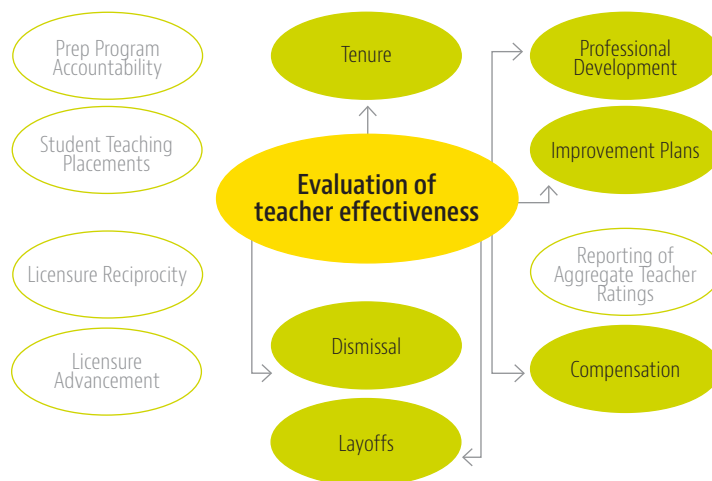 Prep Program
Accountability
Student Teaching
Placements
Licensure Reciprocity
Licensure
Advancement
Tenure
Evaluation of
teacher effectiveness
Dismissal
Layoffs
Professional
Development
Improvement Plans
Reporting of
Aggregate Teacher
Ratings
Compensation